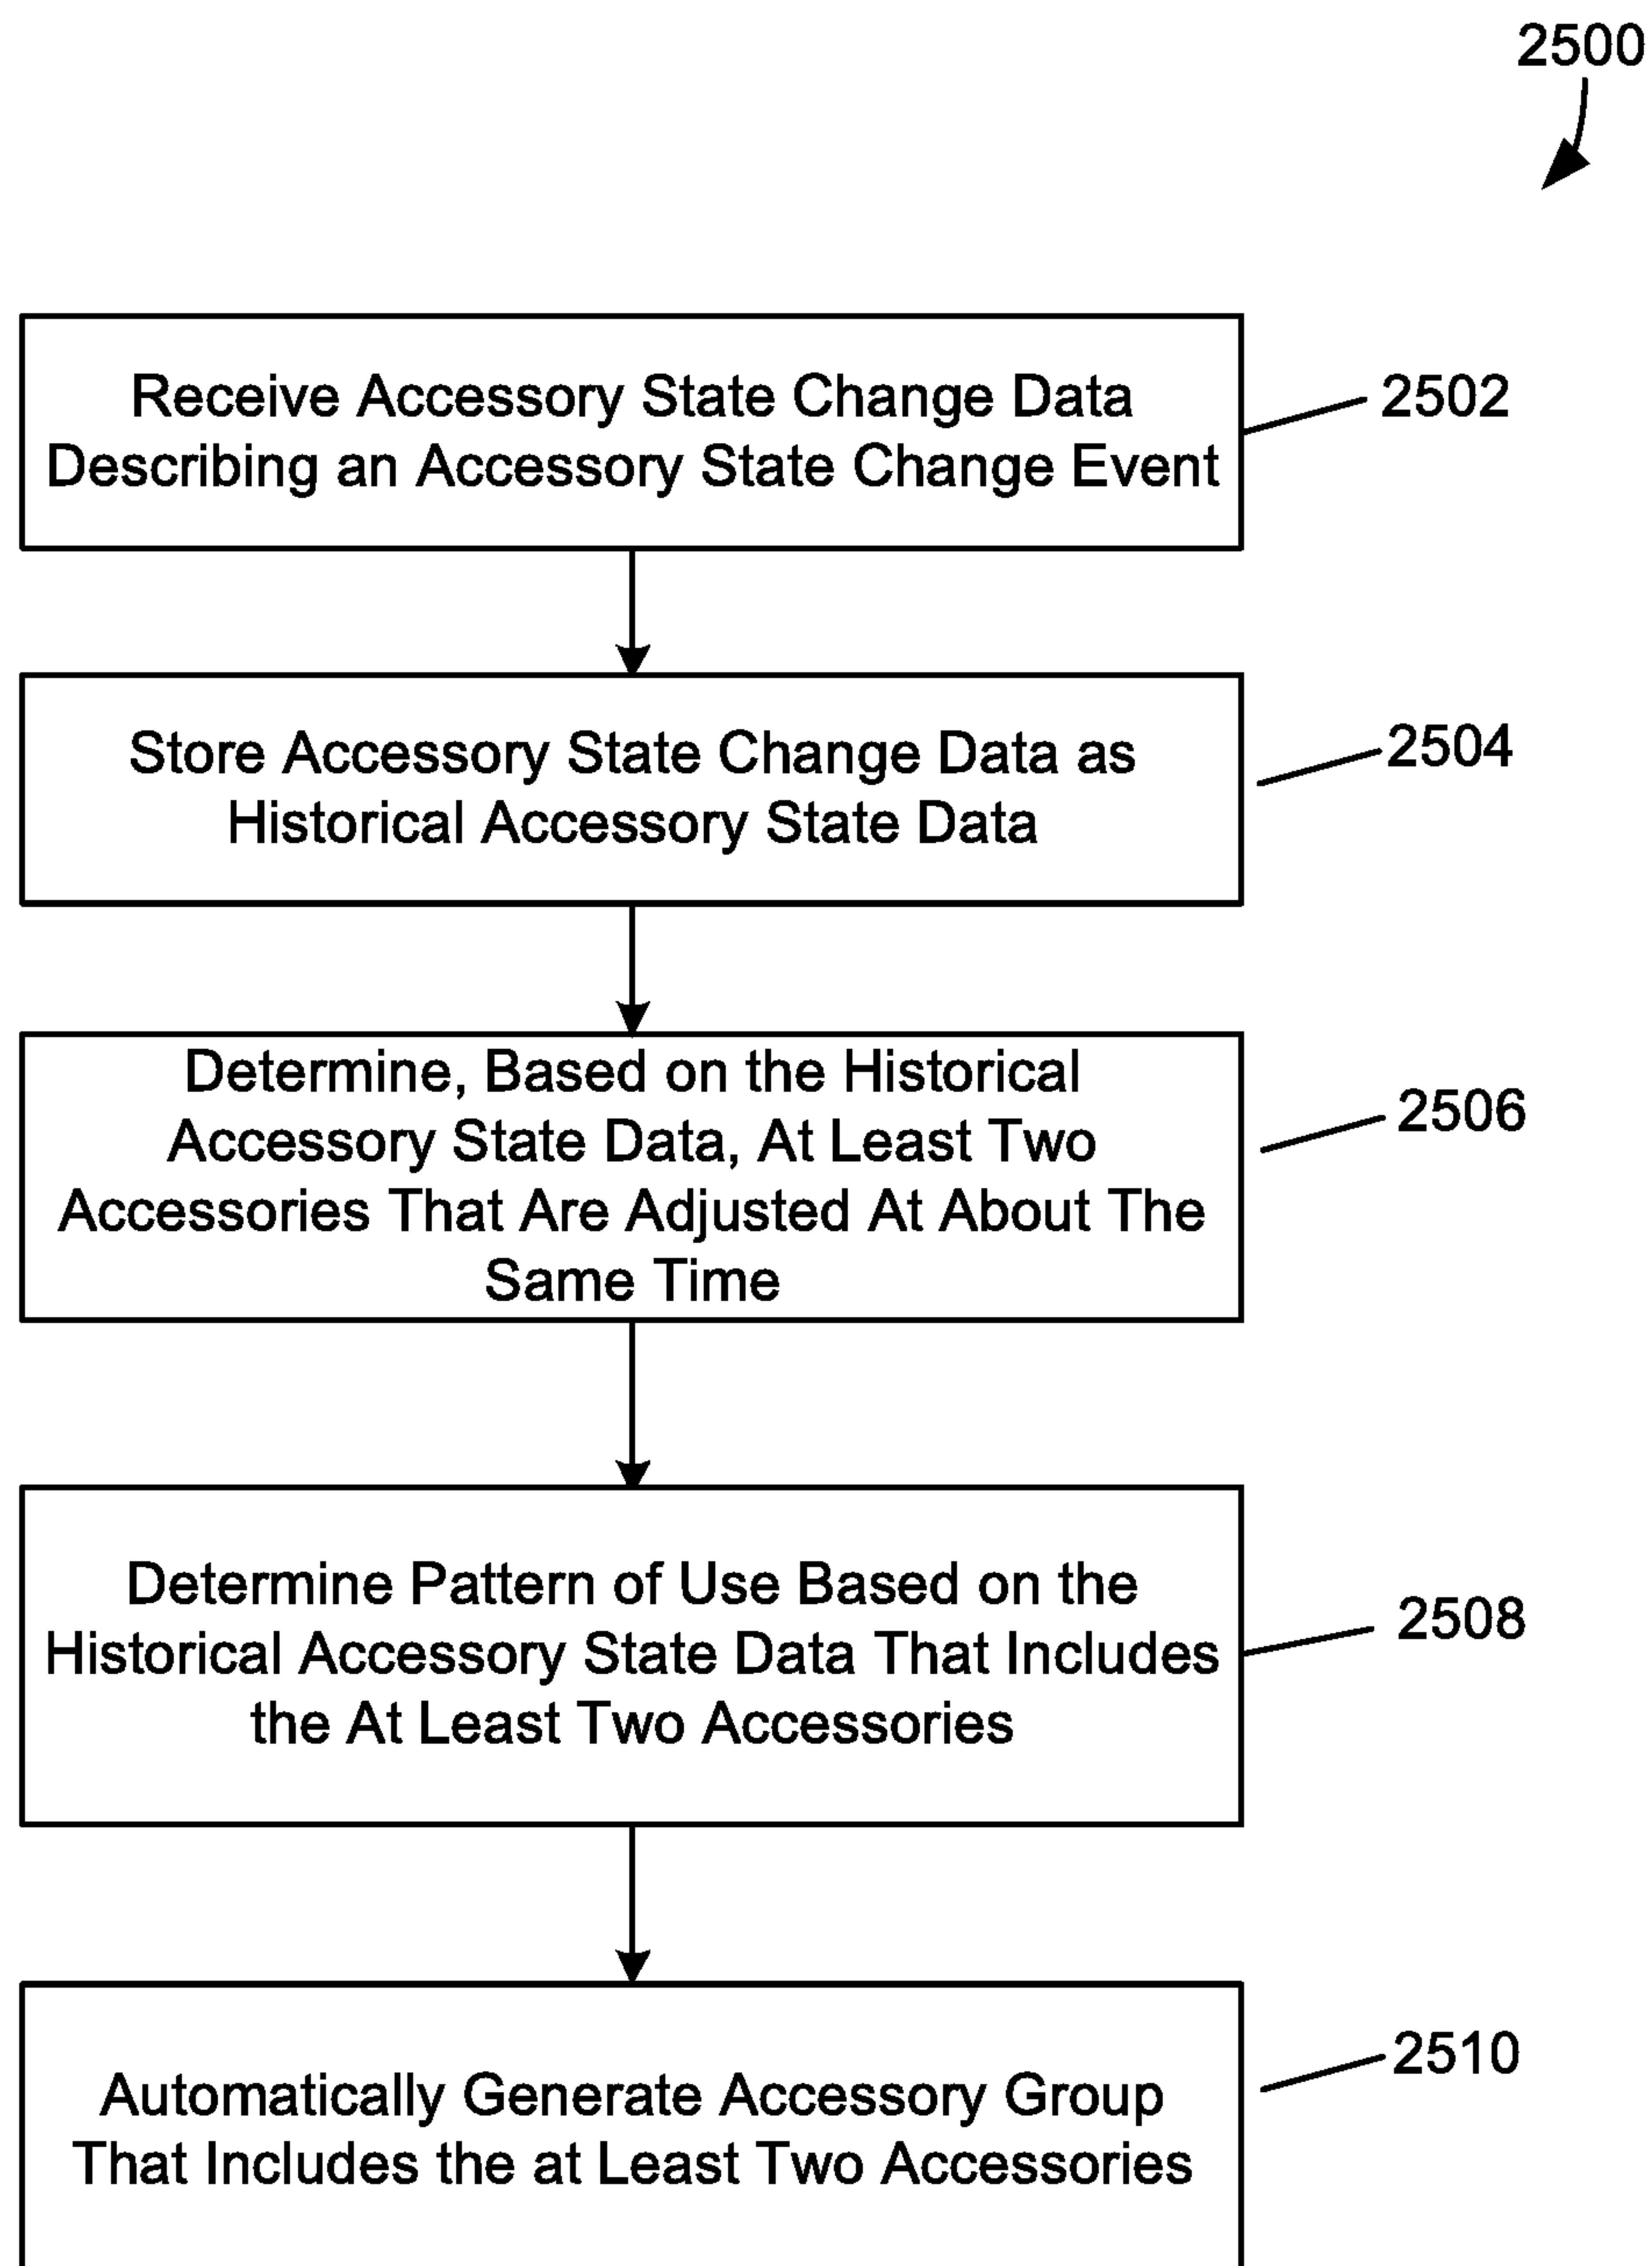 2500
Receive Accessory State Change Data
Describing an Accessory State Change Event
2502
Store Accessory State Change Data as
Historical Accessory State Data
2504
Determine, Based on the Historical
Accessory State Data, At Least Two
Accessories That Are Adjusted At About The
Same Time
2506
Determine Pattern of Use Based on the
Historical Accessory State Data That Includes
the At Least Two Accessories
2508
Automatically Generate Accessory Group
That Includes the at Least Two Accessories
2510